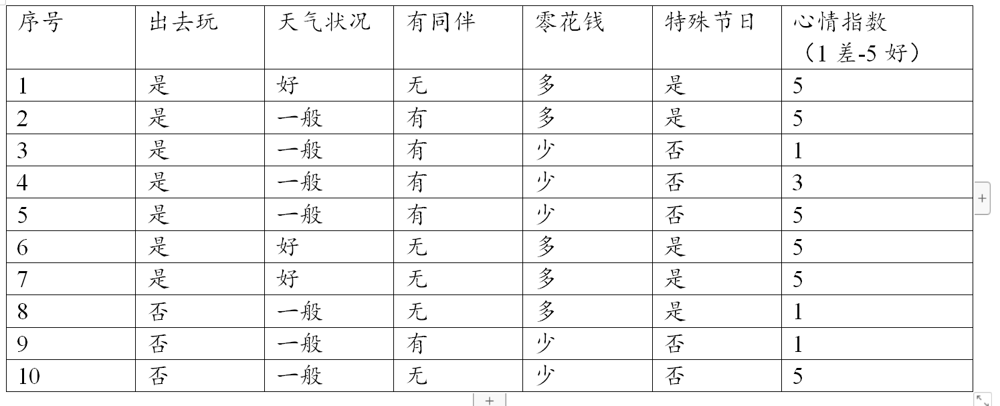 序号 出去玩 天气状况 有同伴 零花钱 特殊节日 心情指数
（1 差-5 好）
1 是 好 无 多 是 5
2 是 一般 有 多 是 5
3 是 一般 有 少 否 1
4 是 一般 有 少 否 3
5 是 一般 有 少 否 5
6 是 好 无 多 是 5
7 是 好 无 多 是 5
8 否 一般 无 多 是 1
9 否 一般 有 少 否 1
10 否 一般 无 少 否 5